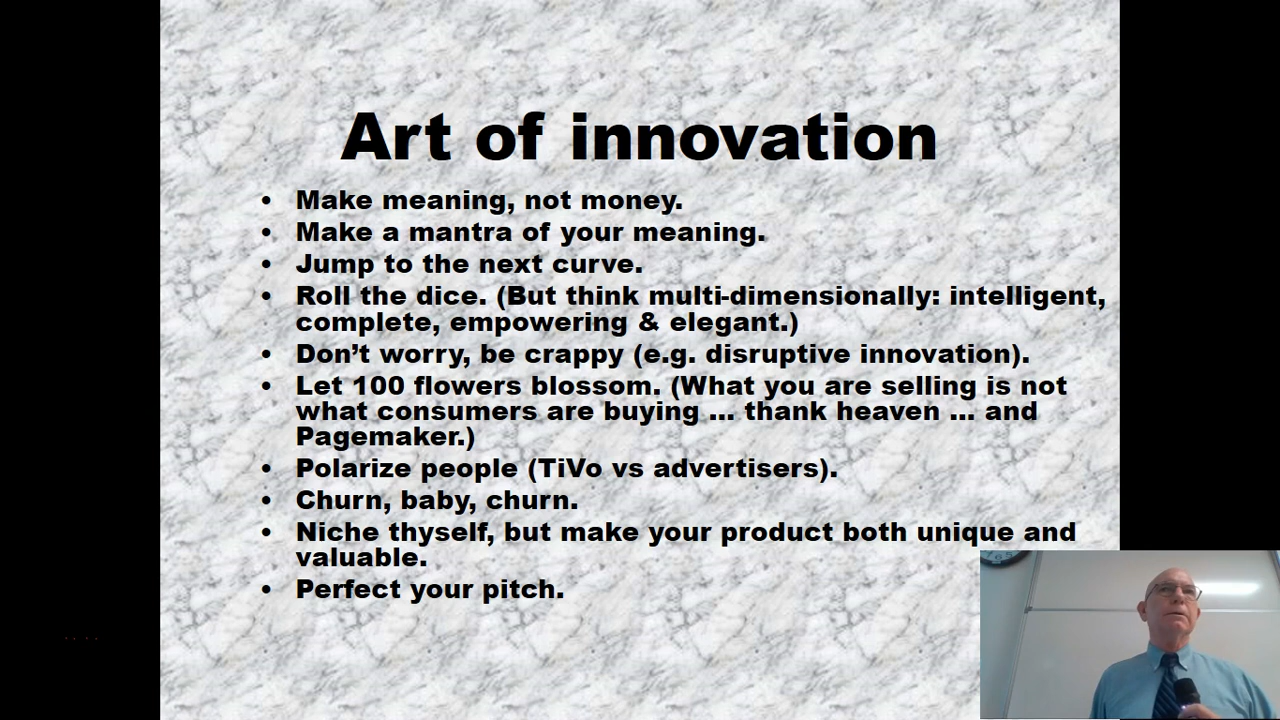 Art of innovation
• Make meaning, not money.
• Make a mantra of your meaning.
• Jump to the next curve.
• Roll the dice. (But think multi-dimensionally: intelligent,
complete, empowering & elegant.)
• Don’t worry, be crappy (e.g. disruptive innovation).
• Let 100 flowers blossom. (What you are selling is not
what consumers are buying ... thank heaven ... and
Pagemaker.)
• Polarize people (TiVo vs advertisers).
• Churn, baby, churn.
• Niche thyself, but make your product both unique and
valuable.
• Perfect your pitch.